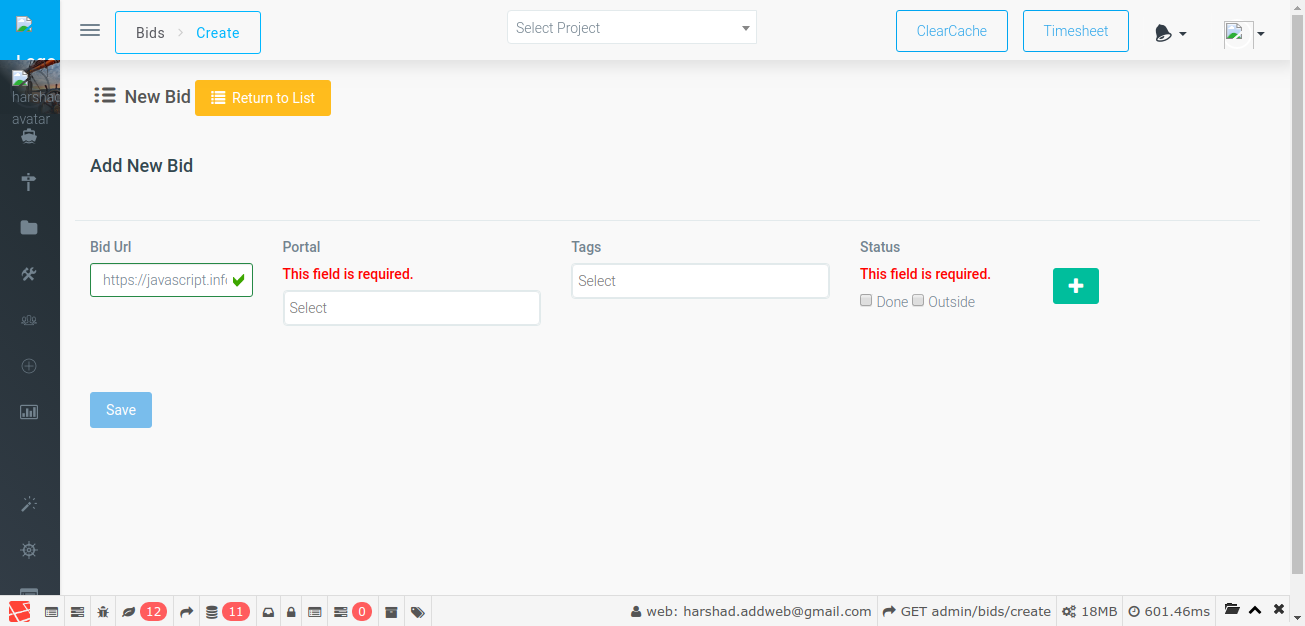 Bids > Create
Select Project
ClearCache
Timesheet
harshad
avatar
New Bid
Return to List
Add New Bid
Bid Url
Portal
Tags
Status
https://javascript.inf
This field is required.
Select
Select
This field is required.
Done
Outside
Save
12
11
0
web: harshad.addweb@gmail.com
GET admin/bids/create
18MB
601.46ms